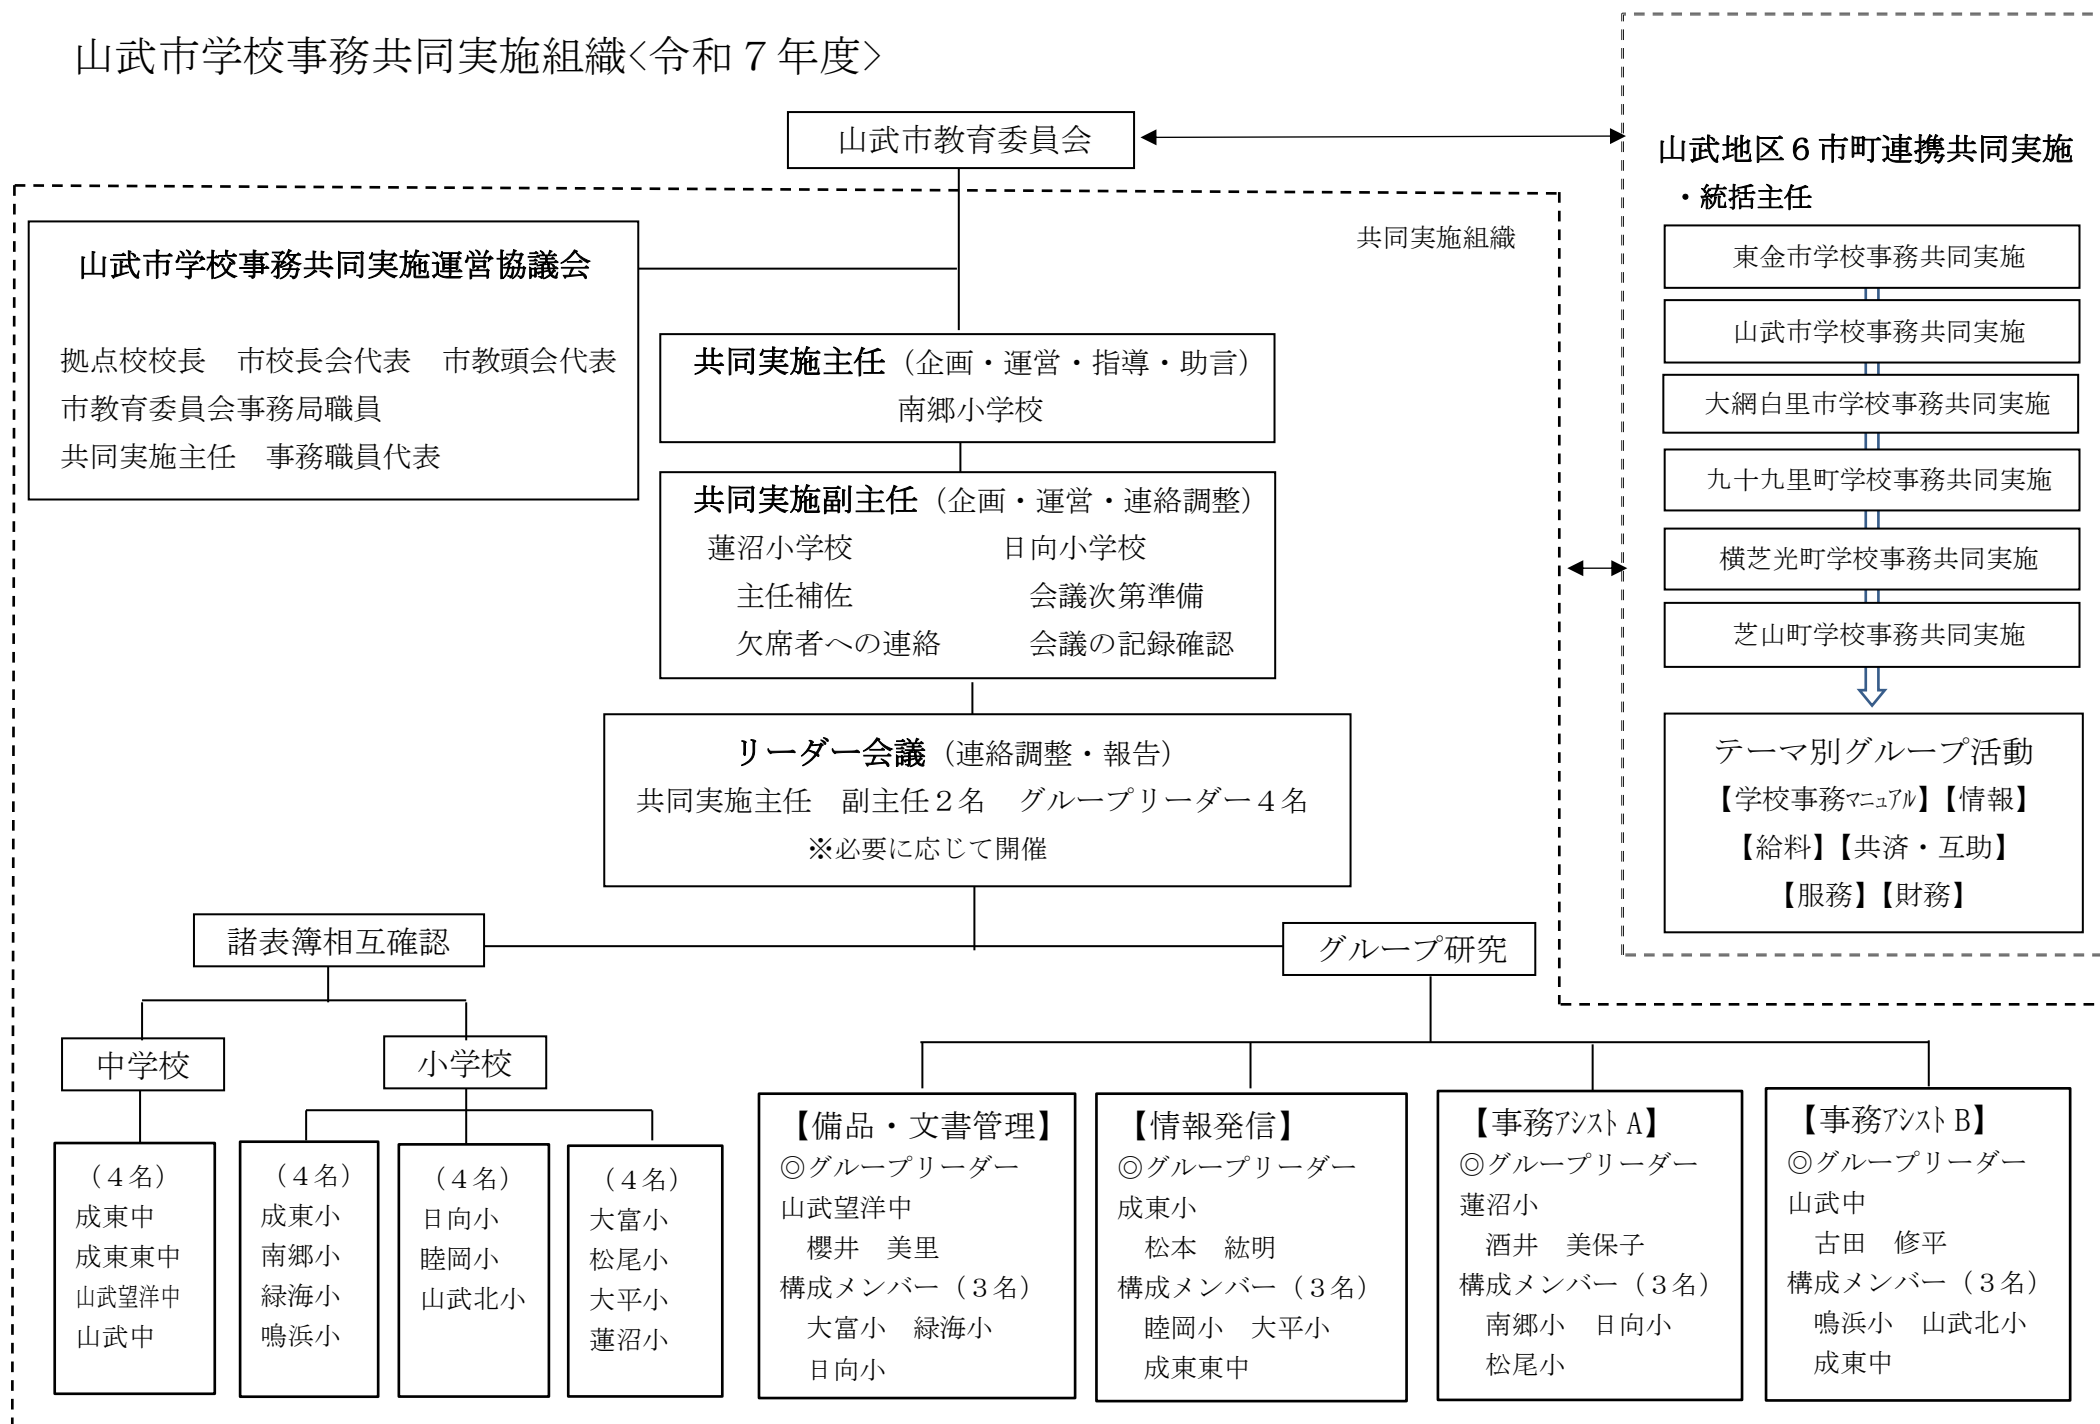 山武市学校事務共同実施組織<令和７年度>
山武市教育委員会
共同実施組織
山武市学校事務共同実施運営協議会
拠点校校長　市校長会代表　市教頭会代表
市教育委員会事務局職員
共同実施主任　事務職員代表
共同実施主任（企画・運営・指導・助言）
南郷小学校
共同実施副主任（企画・運営・連絡調整）
蓮沼小学校　日向小学校
主任補佐　会議次第準備
欠席者への連絡　会議の記録確認
リーダー会議（連絡調整・報告）
共同実施主任　副主任２名　グループリーダー４名
※必要に応じて開催
諸表簿相互確認
グループ研究
中学校
小学校
（４名）
成東中
成東東中
山武望洋中
山武中
（４名）
成東小
南郷小
緑海小
鳴浜小
（４名）
日向小
睦岡小
山武北小
（４名）
大富小
松尾小
大平小
蓮沼小
【備品・文書管理】
◎グループリーダー
山武望洋中
櫻井　美里
構成メンバー（３名）
大富小　緑海小
日向小
【情報発信】
◎グループリーダー
成東小
松本　紘明
構成メンバー（３名）
睦岡小　大平小
成東東中
【事務ｱｼｽﾄ A】
◎グループリーダー
蓮沼小
酒井　美保子
構成メンバー（３名）
南郷小　日向小
松尾小
【事務ｱｼｽﾄ B】
◎グループリーダー
山武中
古田　修平
構成メンバー（３名）
鳴浜小　山武北小
成東中
山武地区６市町連携共同実施
・統括主任
東金市学校事務共同実施
山武市学校事務共同実施
大網白里市学校事務共同実施
九十九里町学校事務共同実施
横芝光町学校事務共同実施
芝山町学校事務共同実施
テーマ別グループ活動
【学校事務ﾏﾆｭｱﾙ】【情報】
【給料】【共済・互助】
【服務】【財務】